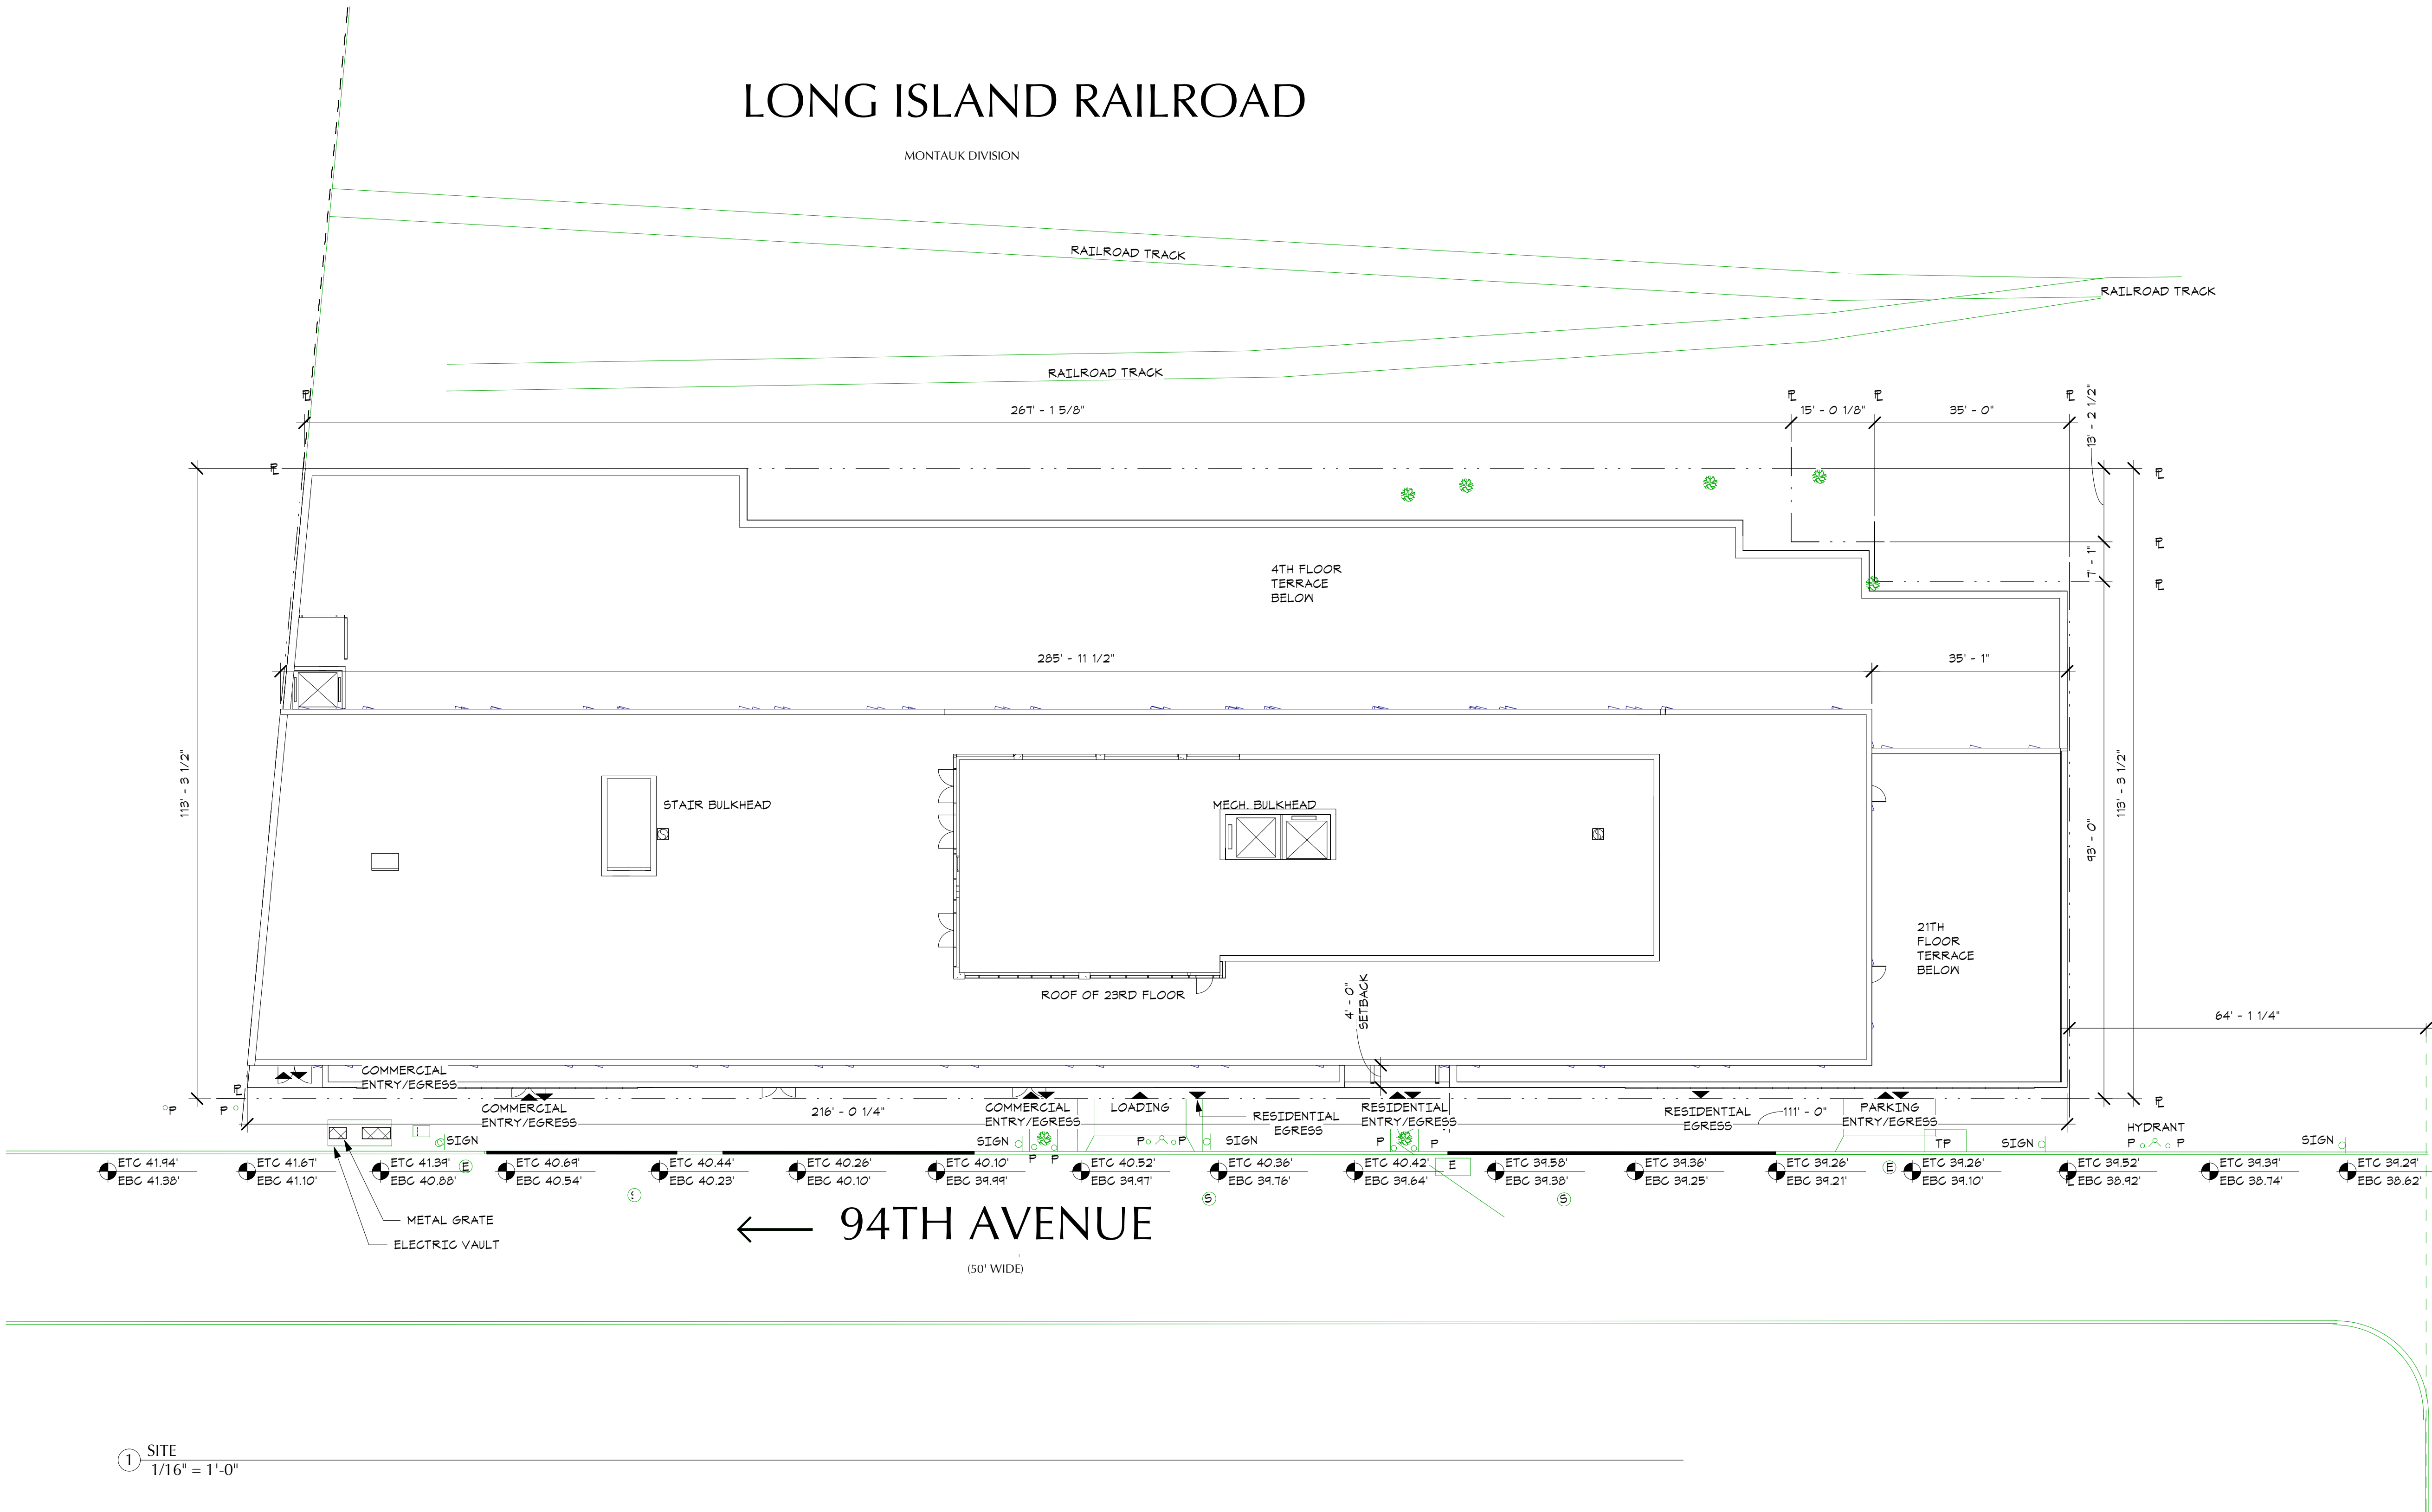 LONG ISLAND RAILROAD
MONTAUK DIVISION
RAILROAD TRACK
RAILROAD TRACK
RAILROAD TRACK
PL
PL
PL
PL
267' - 1 5/8"
15' - 0 1/8"
35' - 0"
13' - 2 1/2"
PL
PL
PL
7' - 1"
PL
4TH FLOOR
TERRACE
BELOW
285' - 11 1/2"
35' - 1"
113' - 3 1/2"
113' - 3 1/2"
93' - 0"
STAIR BULKHEAD
MECH. BULKHEAD
S
S
21TH
FLOOR
TERRACE
BELOW
ROOF OF 23RD FLOOR
4' - 0"
SETBACK
64' - 1 1/4"
COMMERCIAL
ENTRY/EGRESS
PL
PL
P
P
COMMERCIAL
ENTRY/EGRESS
216' - 0 1/4"
COMMERCIAL
ENTRY/EGRESS
LOADING
RESIDENTIAL
EGRESS
RESIDENTIAL
ENTRY/EGRESS
RESIDENTIAL
EGRESS
111' - 0"
PARKING
ENTRY/EGRESS
HYDRANT
SIGN
SIGN
P
P
P
P
SIGN
P
P
TP
SIGN
P
P
SIGN
ETC 41.94'
EBC 41.38'
ETC 41.67'
EBC 41.10'
ETC 41.39'
EBC 40.88'
E
ETC 40.69'
EBC 40.54'
ETC 40.44'
EBC 40.23'
ETC 40.26'
EBC 40.10'
ETC 40.10'
EBC 39.99'
ETC 40.52'
EBC 39.97'
ETC 40.36'
EBC 39.76'
ETC 40.42'
EBC 39.64'
E
ETC 39.58'
EBC 39.38'
ETC 39.36'
EBC 39.25'
ETC 39.26'
EBC 39.21'
E
ETC 39.26'
EBC 39.10'
ETC 39.52'
EBC 38.92'
PL
ETC 39.39'
EBC 38.74'
ETC 39.29'
EBC 38.62'
S
S
METAL GRATE
ELECTRIC VAULT
94TH AVENUE
(50' WIDE)
1
SITE
1/16" = 1'-0"